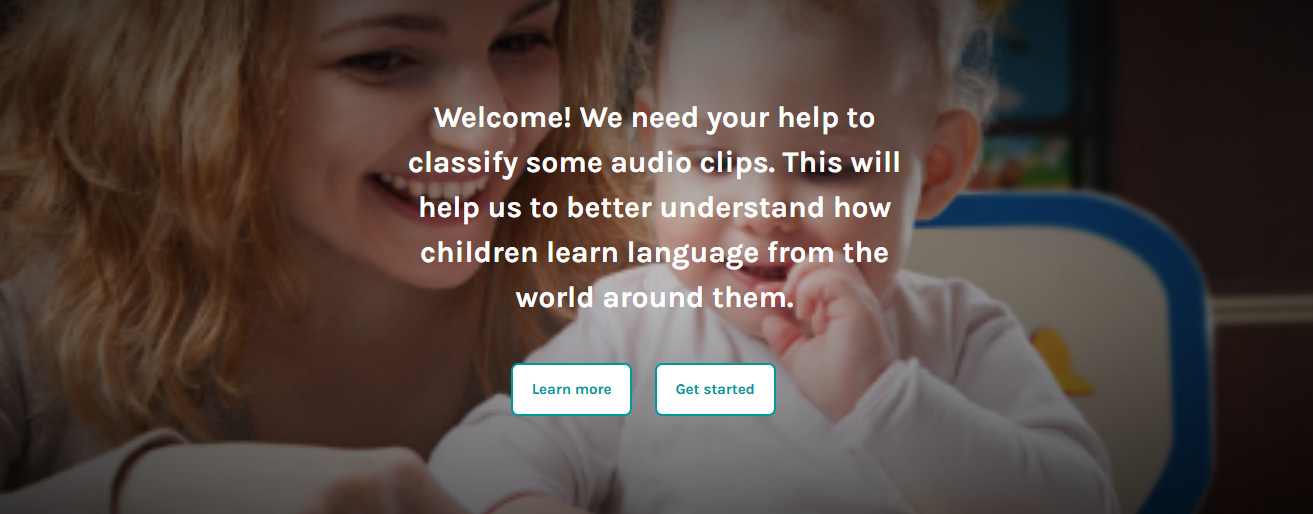 Welcome! We need your help to
classify some audio clips. This will
help us to better understand how
children learn language from the
world around them.
Learn more
Get started